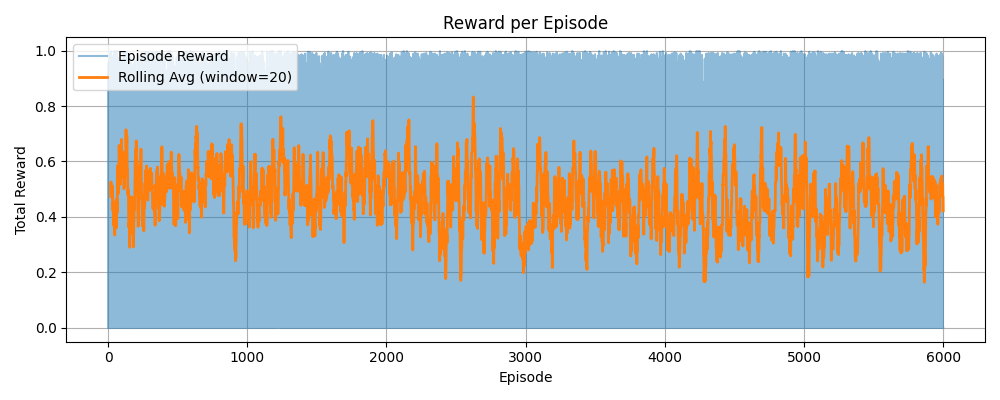 Reward per Episode
Episode Reward
Rolling Avg (window=20)
Total Reward
1.0
0.8
0.6
0.4
0.2
0.0
0 1000 2000 3000 4000 5000 6000
Episode